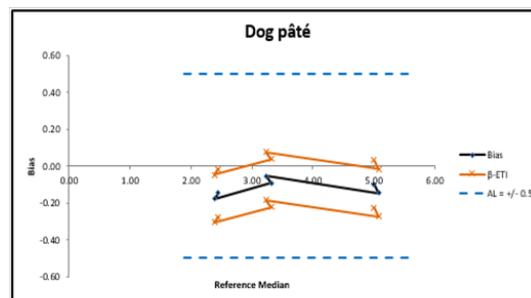 Dog pâté
0.60
0.40
0.20
0.00
0.00 1.00 2.00 3.00 4.00 5.00 6.00
-0.20
-0.40
-0.60
Bias
Reference Median
Bias
β-ETI
AL = +/- 0.5